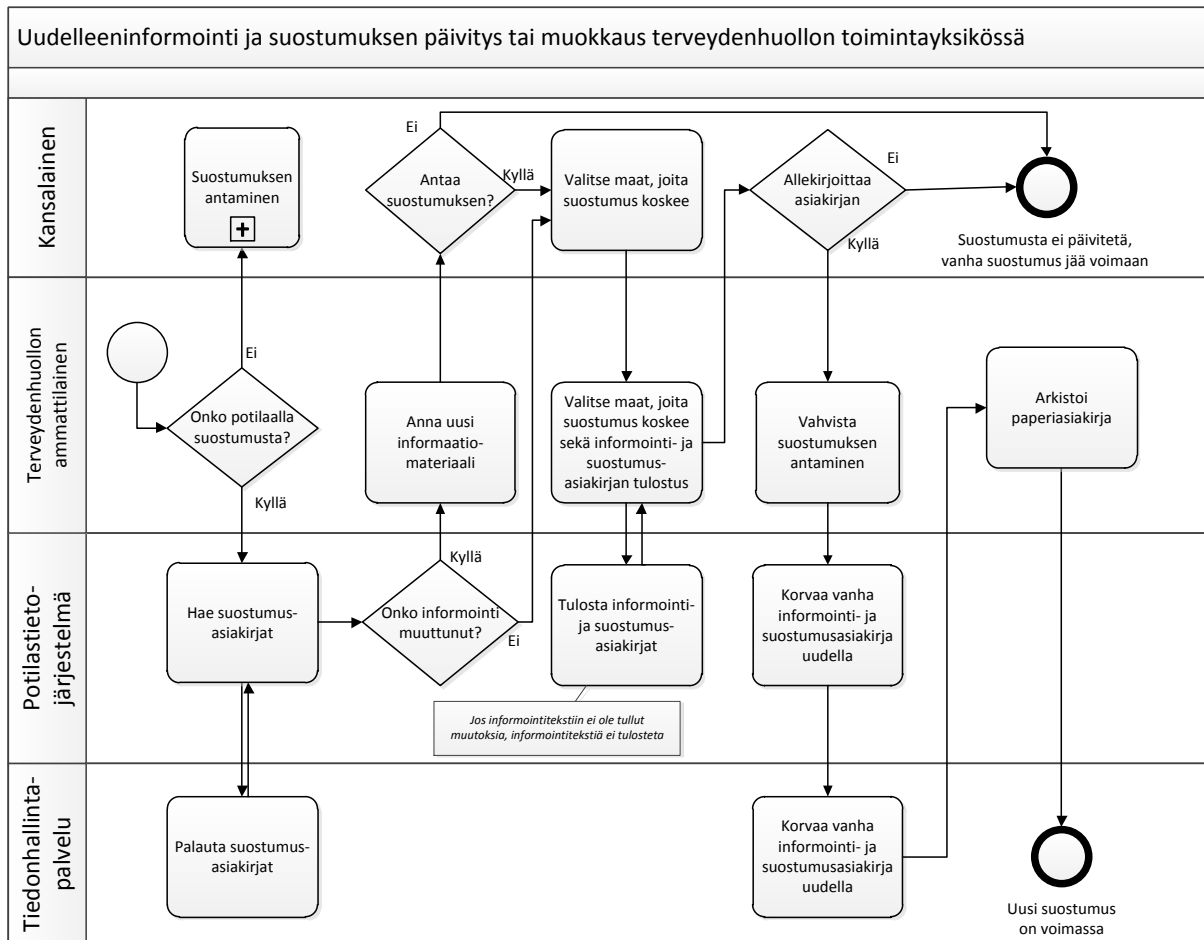 Uudelleeninformointi ja suostumuksen päivitys tai muokkaus terveydenhuollon toimintayksikössä
Kansalainen
Suostumuksen
antaminen
Ei
Antaa
suostumuksen?
Kyllä
Valitse maat, joita
suostumus koskee
Allekirjoittaa
asiakirjan
Ei
Kyllä
Suostumusta ei päivitetä,
vanha suostumus jää voimaan
Terveydenhuollon
ammattilainen
Ei
Onko potilaalla
suostumusta?
Kyllä
Anna uusi
informaatio-
materiaali
Valitse maat, joita
suostumus koskee
sekä informointi- ja
suostumus-
asiakirjan tulostus
Vahvista
suostumuksen
antaminen
Arkistoi
paperiasiakirja
Potilastieto-
järjestelmä
Hae suostumus-
asiakirjat
Kyllä
Onko informointi
muuttunut?
Ei
Tulosta informointi-
ja suostumus-
asiakirjat
Jos informointitekstiin ei ole tullut
muutoksia, informointitekstiä ei tulosteta
Korvaa vanha
informointi- ja
suostumusasiakirja
uudella
Tiedonhallinta-
palvelu
Palauta suostumus-
asiakirjat
Korvaa vanha
informointi- ja
suostumusasiakirja
uudella
Uusi suostumus
on voimassa